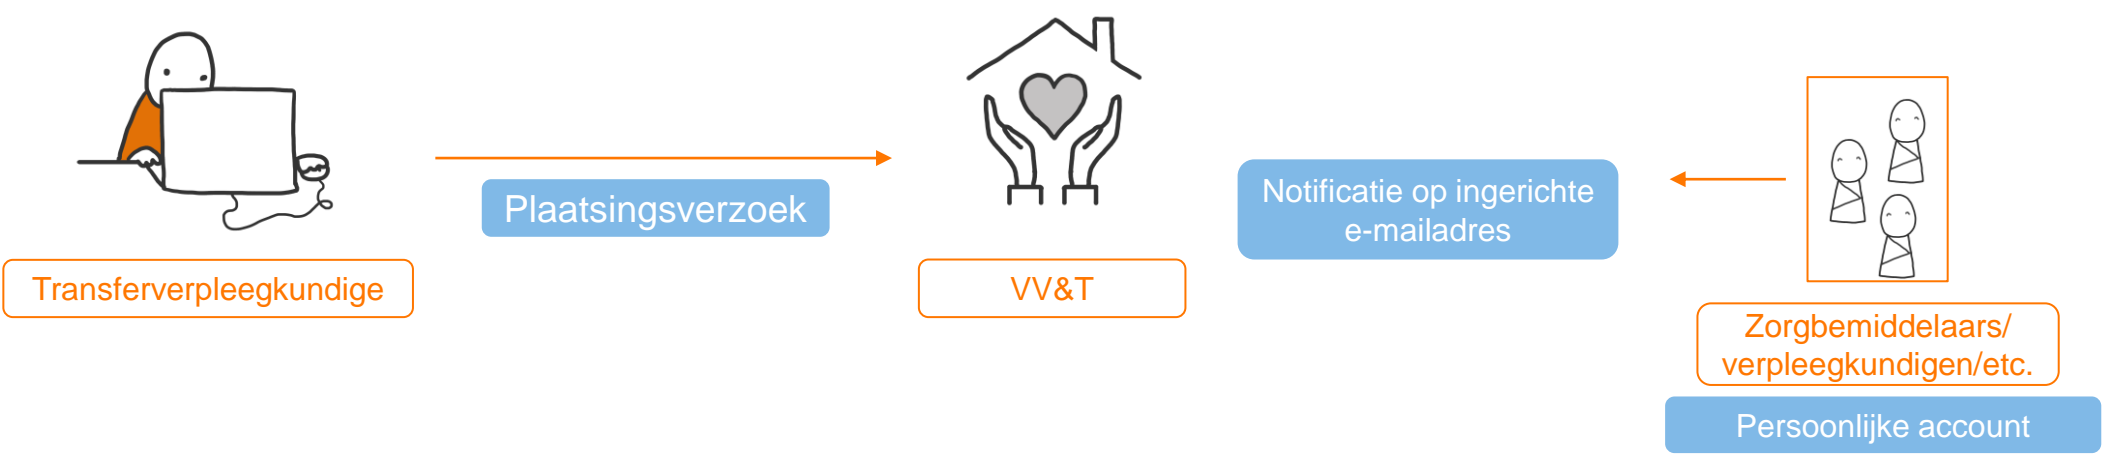 Plaatsingsverzoek
Notificatie op ingerichte
e-mailadres
Transferverpleegkundige
VV&T
Zorgbemiddelaars/
verpleegkundigen/etc.
Persoonlijke account